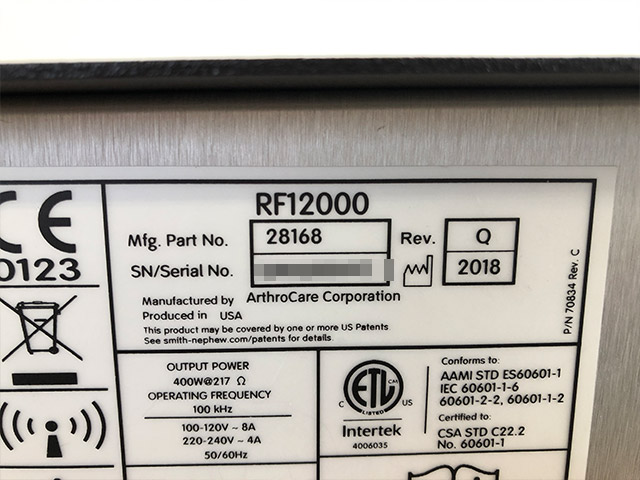 RF12000
CE
0123
Mfg. Part No. 28168 Rev. Q
SN/Serial No. 2018
Manufactured by ArthroCare Corporation
Produced in USA
This product may be covered by one or more US Patents.
See smith-nephew.com/patents for details.
P/N 70834 Rev. C
OUTPUT POWER
400W@217 Ω
OPERATING FREQUENCY
100 kHz
100-120V ~ 8A
220-240V ~ 4A
50/60Hz
ETL CM
C LISTED US
Intertek
4006035
Conforms to:
AAMI STD ES60601-1
IEC 60601-1-6
60601-2-2, 60601-1-2
Certified to:
CSA STD C22.2
No. 60601-1